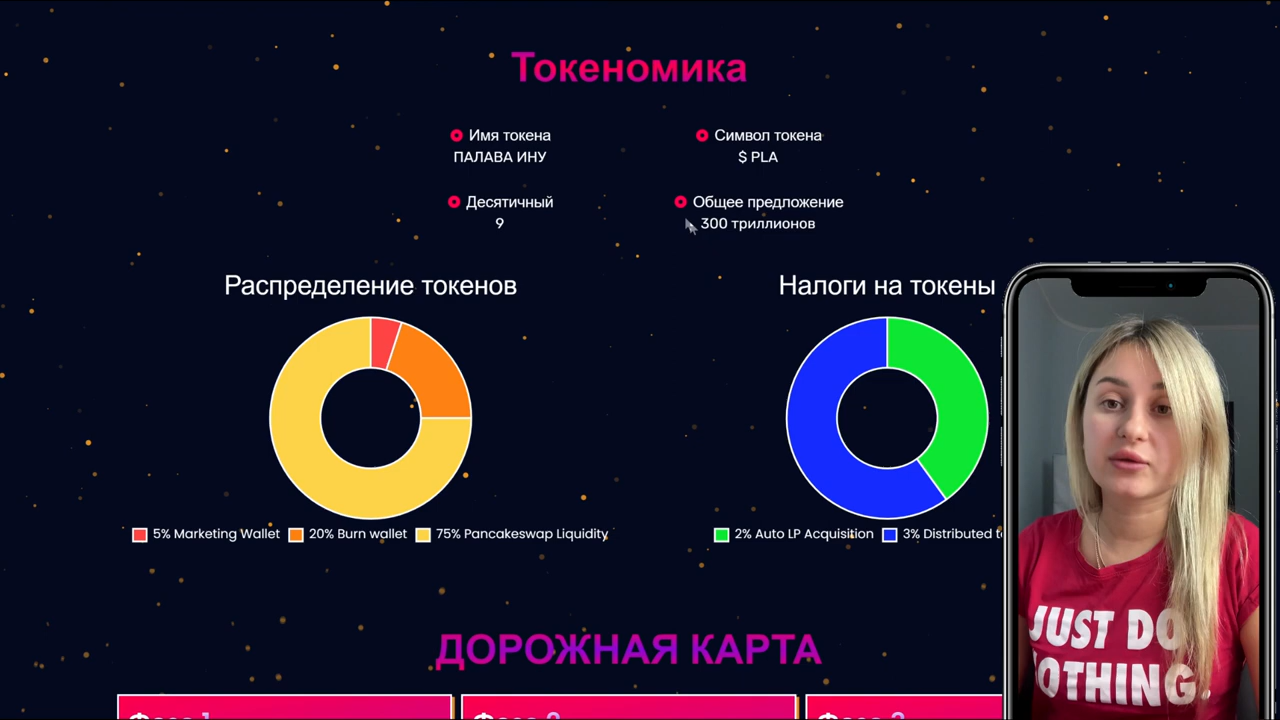 Токеномика
Имя токена
ПАЛАВА ИНУ
Символ токена
$ PLA
Десятичный
9
Общее предложение
300 триллионов
Распределение токенов
5% Marketing Wallet
20% Burn wallet
75% Pancakeswap Liquidity
Налоги на токены
2% Auto LP Acquisition
3% Distributed
ДОРОЖНАЯ КАРТА
JUST DO
NOTHING.